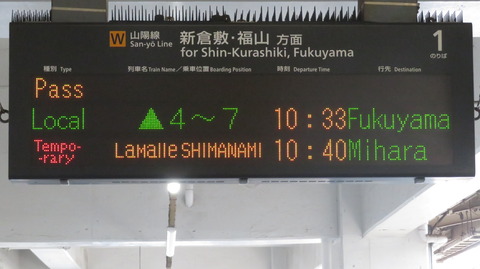 W 山陽線 San-yō Line 新倉敷・福山 方面 for Shin-Kurashiki, Fukuyama 1 のりば
種別 Type 列車名 Train Name／乗車位置 Boarding Position 時刻 Departure Time 行先 Destination
Pass
Local ▲4～7 10:33 Fukuyama
Tempo-
-rary LaMalle SHIMANAMI 10:40 Mihara